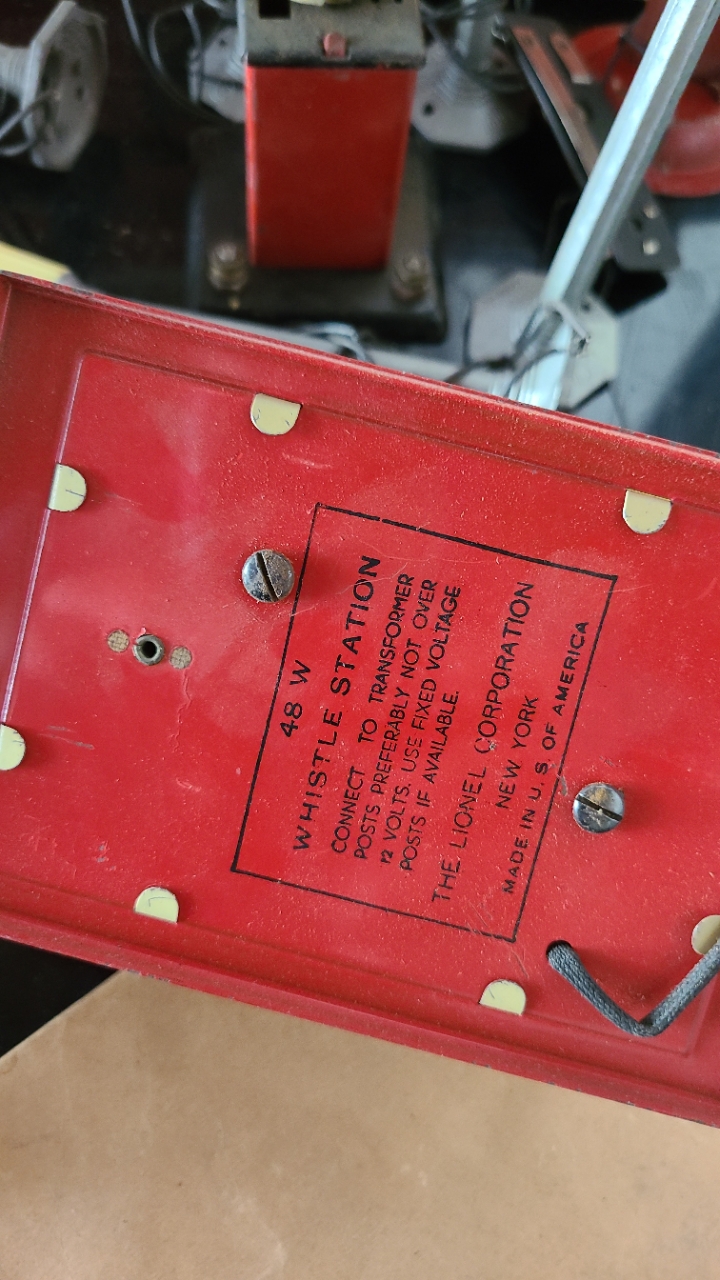 48 W
WHISTLE STATION
CONNECT TO TRANSFORMER
POSTS PREFERABLY NOT OVER
12 VOLTS. USE FIXED VOLTAGE
POSTS IF AVAILABLE.
THE LIONEL CORPORATION
NEW YORK
MADE IN U. S. OF AMERICA